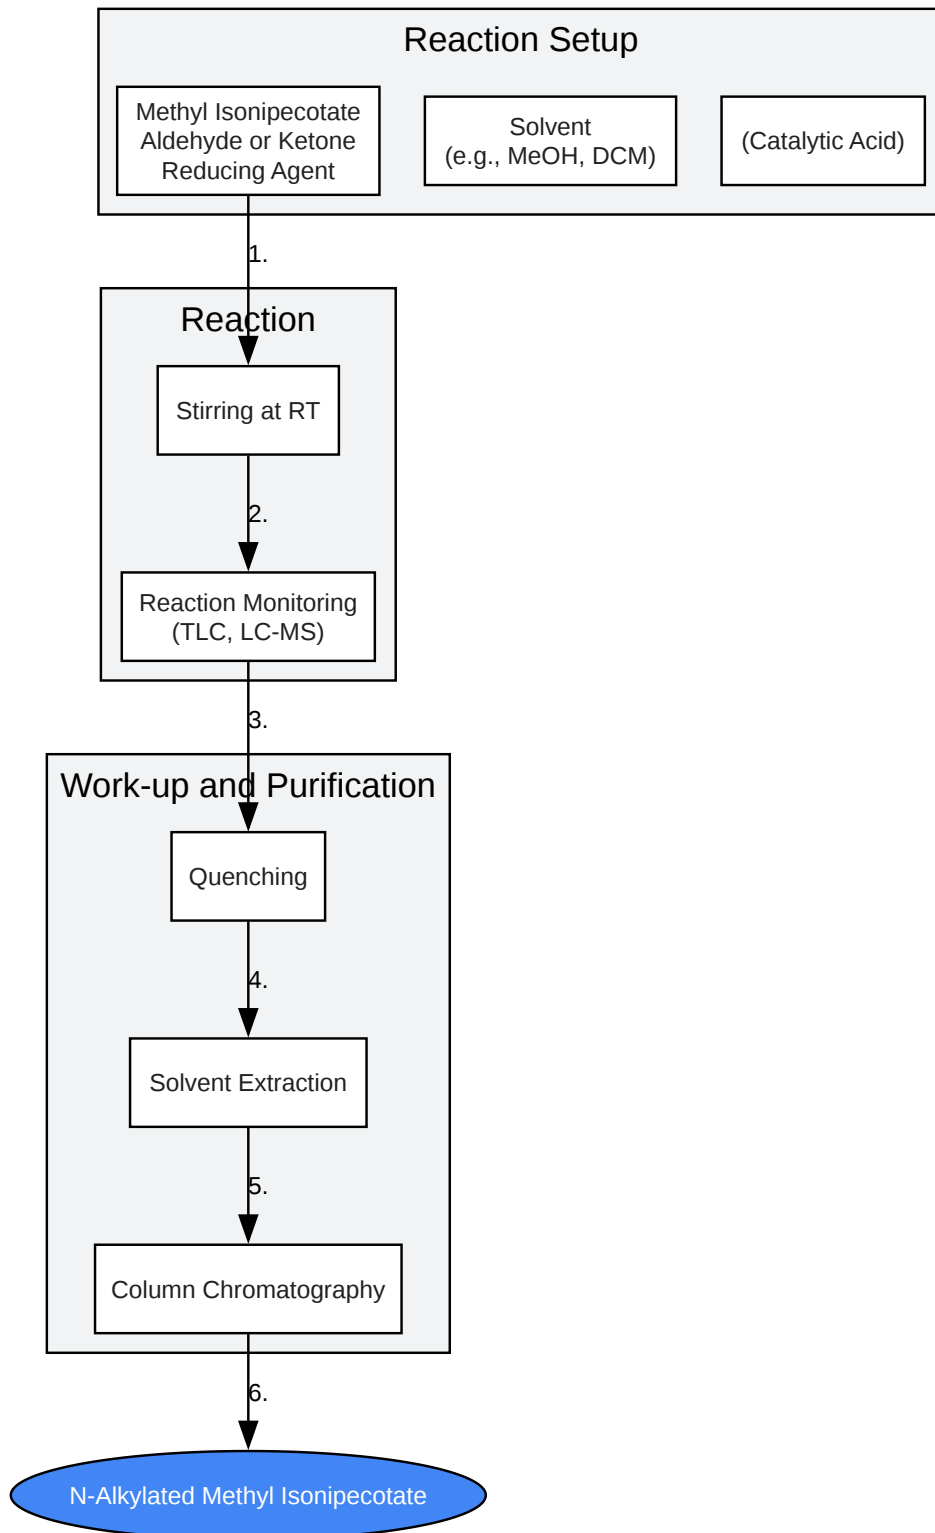 Reaction Setup
Methyl Isonipecotate
Aldehyde or Ketone
Reducing Agent
Solvent
(e.g., MeOH, DCM)
(Catalytic Acid)
1.
Reaction
Stirring at RT
2.
Reaction Monitoring
(TLC, LC-MS)
3.
Work-up and Purification
Quenching
4.
Solvent Extraction
5.
Column Chromatography
6.
N-Alkylated Methyl Isonipecotate